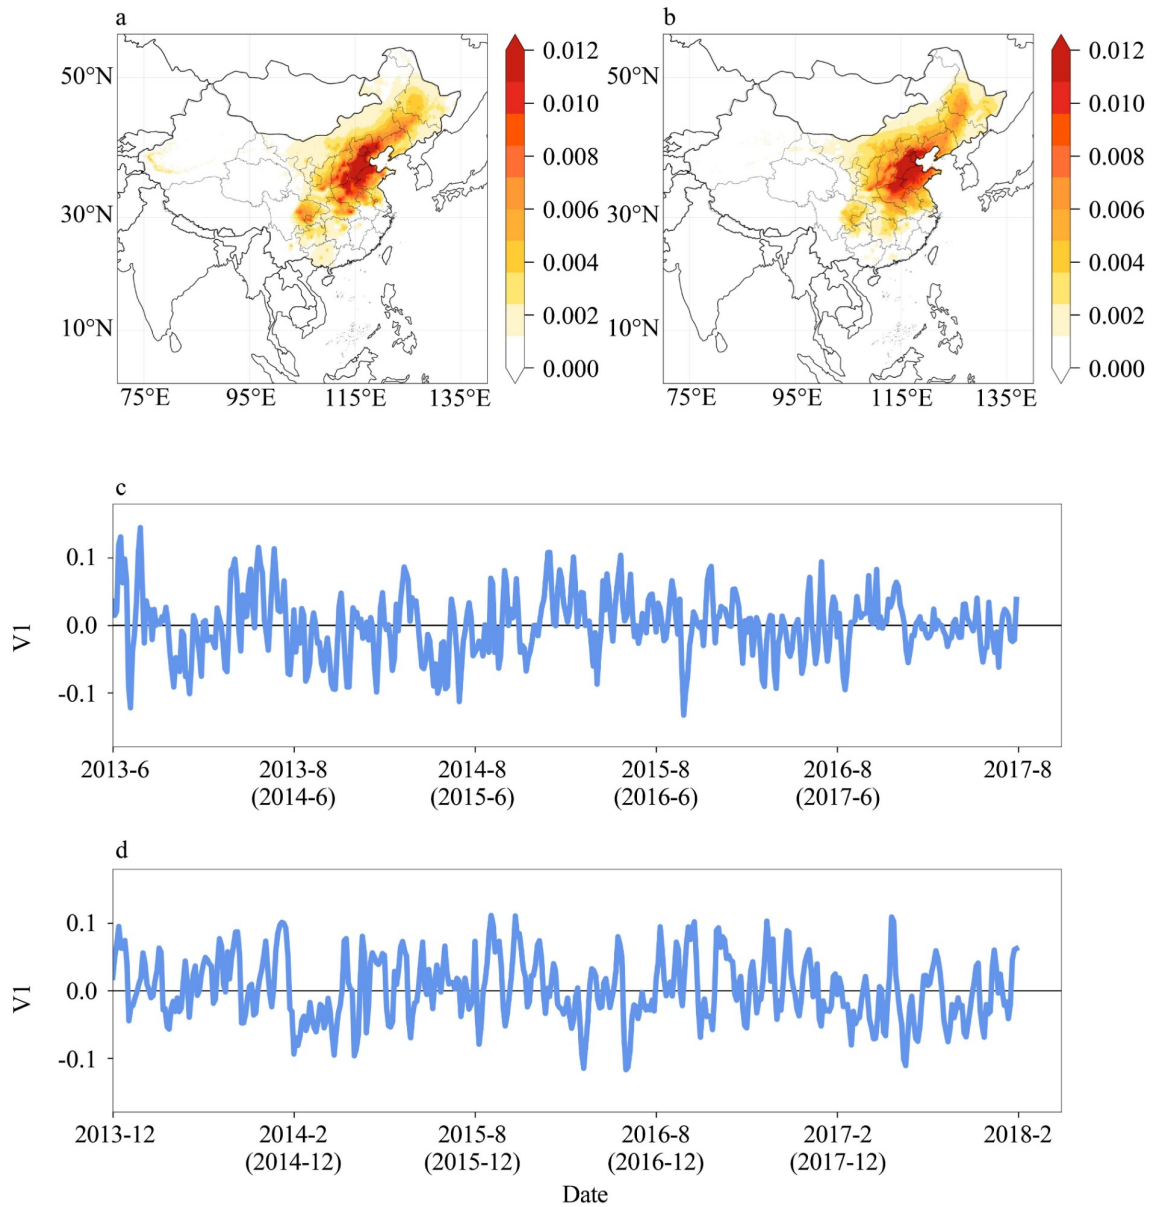 a
b
50°N
30°N
10°N
75°E 95°E 115°E 135°E
0.012
0.010
0.008
0.006
0.004
0.002
0.000
50°N
30°N
10°N
75°E 95°E 115°E 135°E
0.012
0.010
0.008
0.006
0.004
0.002
0.000
c
V1
0.1
0.0
-0.1
2013-6 2013-8 2014-8 2015-8 2016-8 2017-8
(2014-6) (2015-6) (2016-6) (2017-6)
d
V1
0.1
0.0
-0.1
2013-12 2014-2 2015-8 2016-8 2017-2 2018-2
(2014-12) (2015-12) (2016-12) (2017-12)
Date